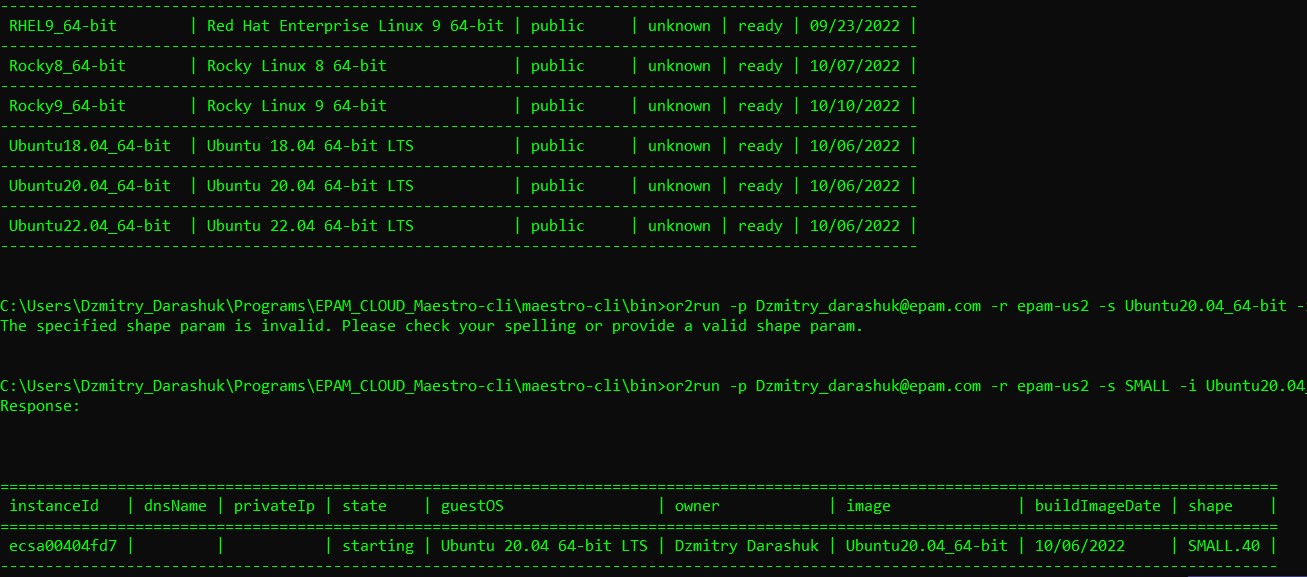 RHEL9_64-bit | Red Hat Enterprise Linux 9 64-bit | public | unknown | ready | 09/23/2022 |
Rocky8_64-bit | Rocky Linux 8 64-bit | public | unknown | ready | 10/07/2022 |
Rocky9_64-bit | Rocky Linux 9 64-bit | public | unknown | ready | 10/10/2022 |
Ubuntu18.04_64-bit | Ubuntu 18.04 64-bit LTS | public | unknown | ready | 10/06/2022 |
Ubuntu20.04_64-bit | Ubuntu 20.04 64-bit LTS | public | unknown | ready | 10/06/2022 |
Ubuntu22.04_64-bit | Ubuntu 22.04 64-bit LTS | public | unknown | ready | 10/06/2022 |
C:\Users\Dzmitry_Darashuk\Programs\EPAM_CLOUD_Maestro-cli\maestro-cli\bin>or2run -p Dzmitry_darashuk@epam.com -r epam-us2 -s Ubuntu20.04_64-bit -
The specified shape param is invalid. Please check your spelling or provide a valid shape param.
C:\Users\Dzmitry_Darashuk\Programs\EPAM_CLOUD_Maestro-cli\maestro-cli\bin>or2run -p Dzmitry_darashuk@epam.com -r epam-us2 -s SMALL -i Ubuntu20.04_
Response:
instanceId | dnsName | privateIp | state | guestOS | owner | image | buildImageDate | shape |
ecsa00404fd7 | | | starting | Ubuntu 20.04 64-bit LTS | Dzmitry Darashuk | Ubuntu20.04_64-bit | 10/06/2022 | SMALL.40 |